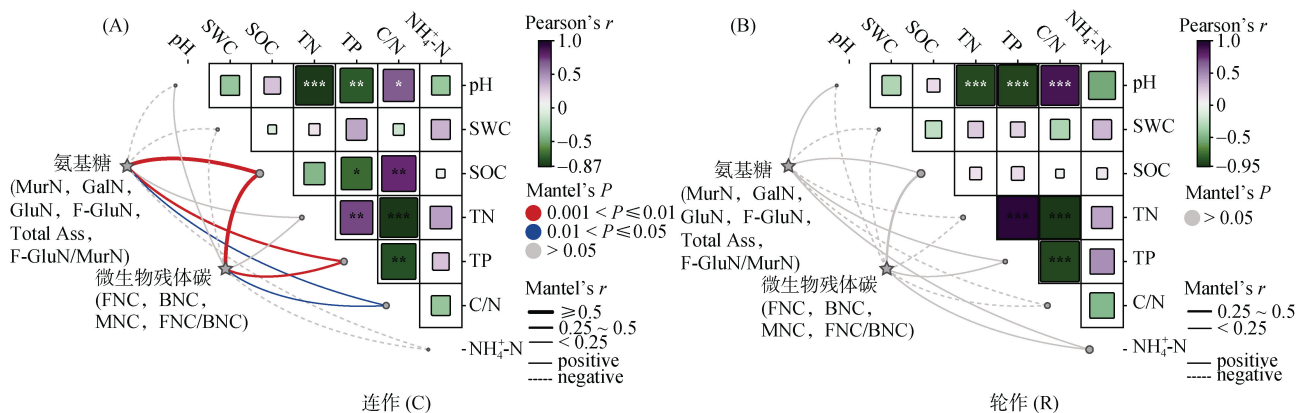 (A)
pH
SWC
SOC
TN
TP
C/N
NH₄⁺-N
Pearson's r
1.0
0.5
0
−0.5
−0.87
*** ** *
pH
SWC
* **
SOC
** ***
TN
**
TP
C/N
NH₄⁺-N
氨基糖
(MurN, GalN,
GluN, F-GluN,
Total Ass,
F-GluN/MurN)
微生物残体碳
(FNC, BNC,
MNC, FNC/BNC)
Mantel's P
0.001 < P ≤ 0.01
0.01 < P ≤ 0.05
> 0.05
Mantel's r
≥ 0.5
0.25 ~ 0.5
< 0.25
positive
negative
连作 (C)
(B)
pH
SWC
SOC
TN
TP
C/N
NH₄⁺-N
Pearson's r
1.0
0.5
0
−0.5
−0.95
*** *** ***
pH
SWC
SOC
*** ***
TN
***
TP
C/N
NH₄⁺-N
氨基糖
(MurN, GalN,
GluN, F-GluN,
Total Ass,
F-GluN/MurN)
微生物残体碳
(FNC, BNC,
MNC, FNC/BNC)
Mantel's P
> 0.05
Mantel's r
0.25 ~ 0.5
< 0.25
positive
negative
轮作 (R)